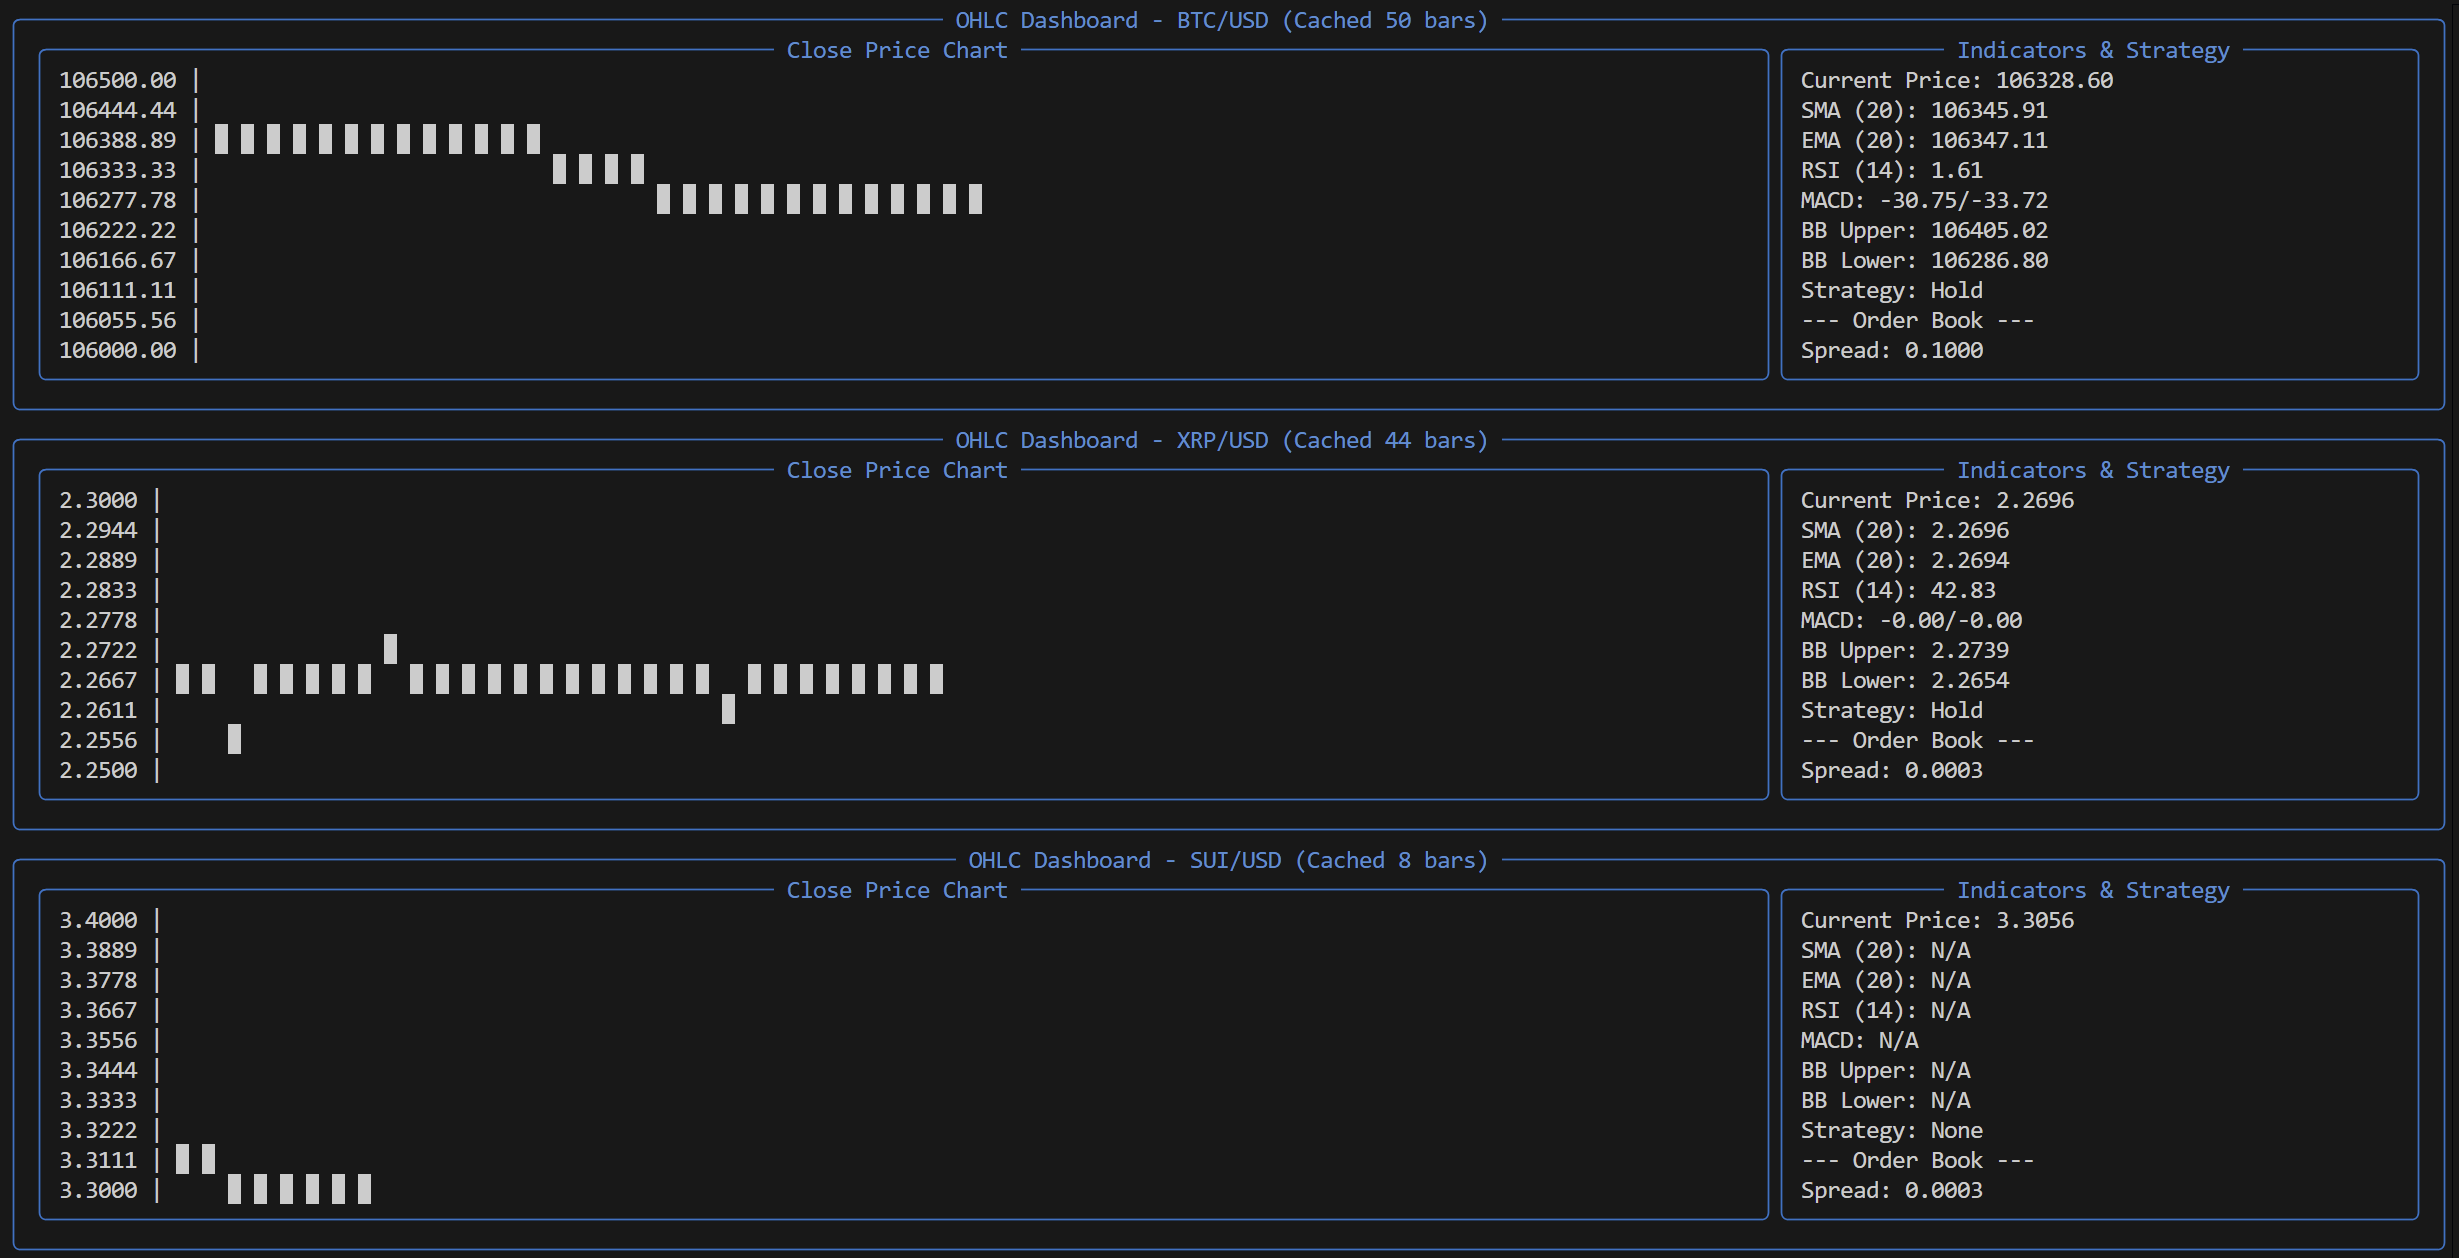 OHLC Dashboard - BTC/USD (Cached 50 bars)
Close Price Chart
106500.00 |
106444.44 |
106388.89 |
106333.33 |
106277.78 |
106222.22 |
106166.67 |
106111.11 |
106055.56 |
106000.00 |
Indicators & Strategy
Current Price: 106328.60
SMA (20): 106345.91
EMA (20): 106347.11
RSI (14): 1.61
MACD: -30.75/-33.72
BB Upper: 106405.02
BB Lower: 106286.80
Strategy: Hold
--- Order Book ---
Spread: 0.1000
OHLC Dashboard - XRP/USD (Cached 44 bars)
Close Price Chart
2.3000 |
2.2944 |
2.2889 |
2.2833 |
2.2778 |
2.2722 |
2.2667 |
2.2611 |
2.2556 |
2.2500 |
Indicators & Strategy
Current Price: 2.2696
SMA (20): 2.2696
EMA (20): 2.2694
RSI (14): 42.83
MACD: -0.00/-0.00
BB Upper: 2.2739
BB Lower: 2.2654
Strategy: Hold
--- Order Book ---
Spread: 0.0003
OHLC Dashboard - SUI/USD (Cached 8 bars)
Close Price Chart
3.4000 |
3.3889 |
3.3778 |
3.3667 |
3.3556 |
3.3444 |
3.3333 |
3.3222 |
3.3111 |
3.3000 |
Indicators & Strategy
Current Price: 3.3056
SMA (20): N/A
EMA (20): N/A
RSI (14): N/A
MACD: N/A
BB Upper: N/A
BB Lower: N/A
Strategy: None
--- Order Book ---
Spread: 0.0003